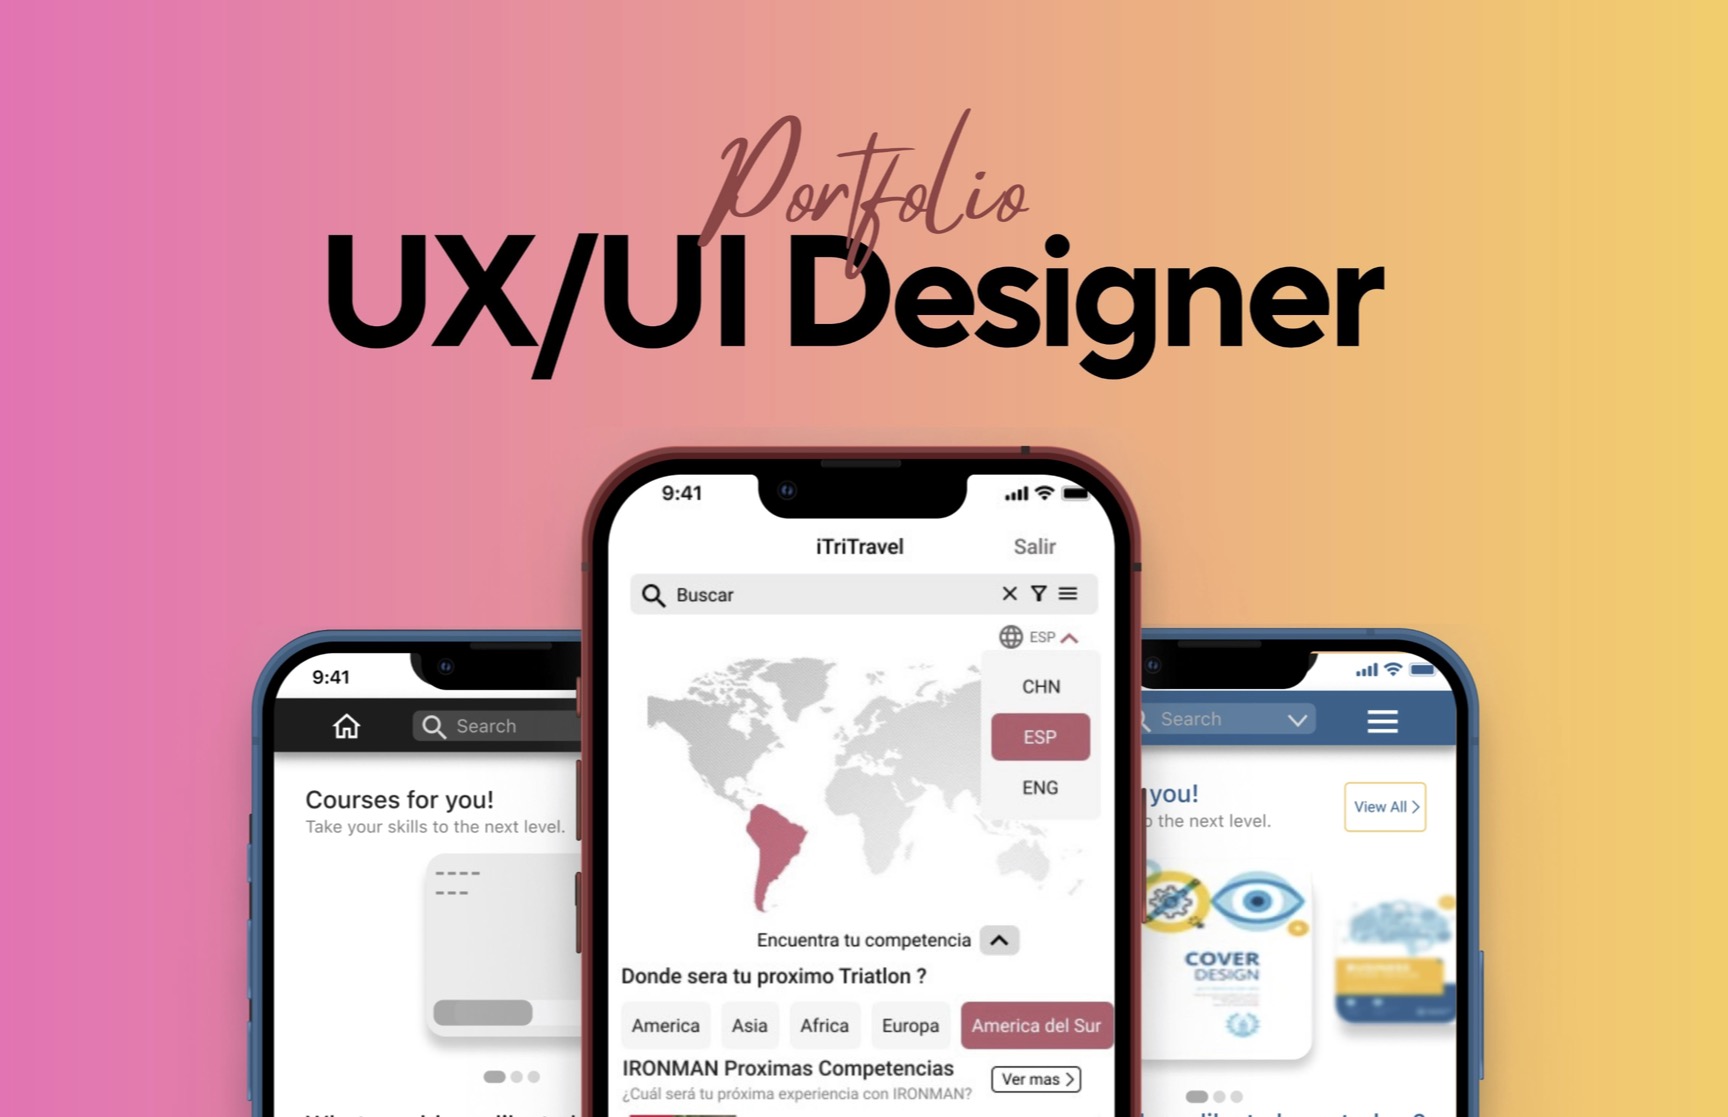 Portfolio
UX/UI Designer
9:41
iTriTravel
Salir
Buscar
ESP
CHN
ESP
ENG
Encuentra tu competencia
Donde sera tu proximo Triatlon ?
America
Asia
Africa
Europa
America del Sur
IRONMAN Proximas Competencias
¿Cuál será tu próxima experiencia con IRONMAN?
Ver mas
9:41
Search
Courses for you!
Take your skills to the next level.
Search
you!
the next level.
View All
COVER
DESIGN
BUSINESS